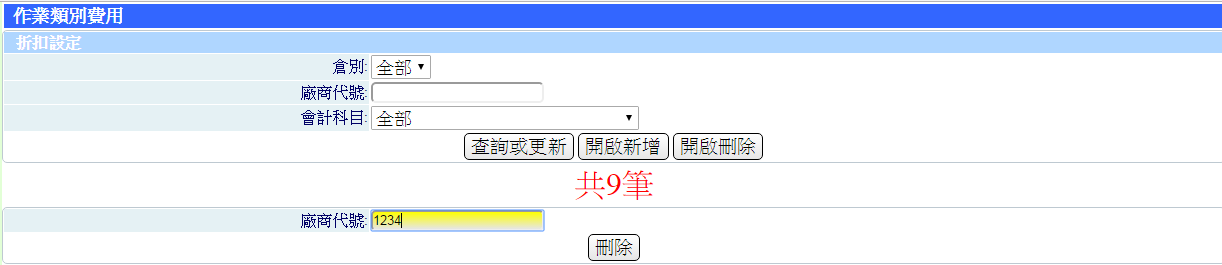 作業類別費用
折扣設定
倉別: 全部
廠商代號:
會計科目: 全部
查詢或更新 開啟新增 開啟刪除
共9筆
廠商代號: 1234
刪除